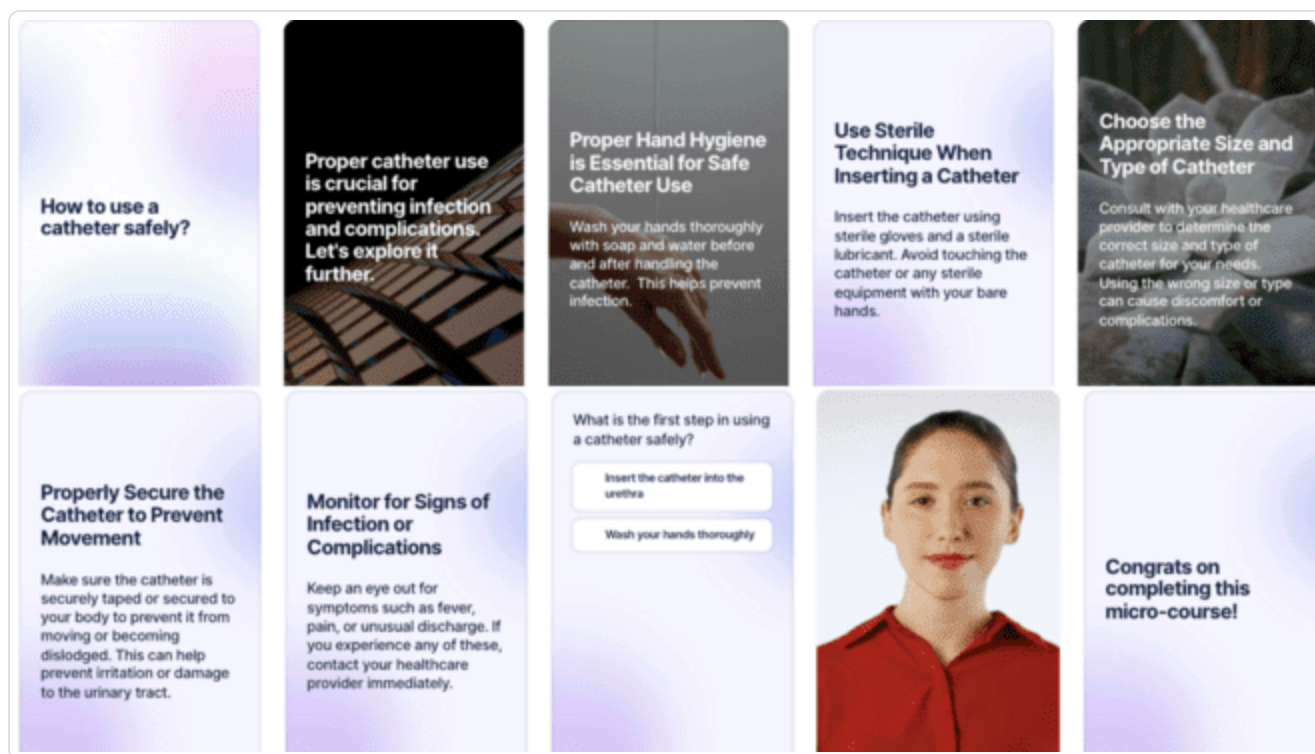 How to use a
catheter safely?
Proper catheter use
is crucial for
preventing infection
and complications.
Let's explore it
further.
Proper Hand Hygiene
is Essential for Safe
Catheter Use
Wash your hands thoroughly
with soap and water before
and after handling the
catheter. This helps prevent
infection.
Use Sterile
Technique When
Inserting a Catheter
Insert the catheter using
sterile gloves and a sterile
lubricant. Avoid touching the
catheter or any sterile
equipment with your bare
hands.
Choose the
Appropriate Size and
Type of Catheter
Consult with your healthcare
provider to determine the
correct size and type of
catheter for your needs.
Using the wrong size or type
can cause discomfort or
complications.
Properly Secure the
Catheter to Prevent
Movement
Make sure the catheter is
securely taped or secured to
your body to prevent it from
moving or becoming
dislodged. This can help
prevent irritation or damage
to the urinary tract.
Monitor for Signs of
Infection or
Complications
Keep an eye out for
symptoms such as fever,
pain, or unusual discharge. If
you experience any of these,
contact your healthcare
provider immediately.
What is the first step in using
a catheter safely?
Insert the catheter into the
urethra
Wash your hands thoroughly
Congrats on
completing this
micro-course!